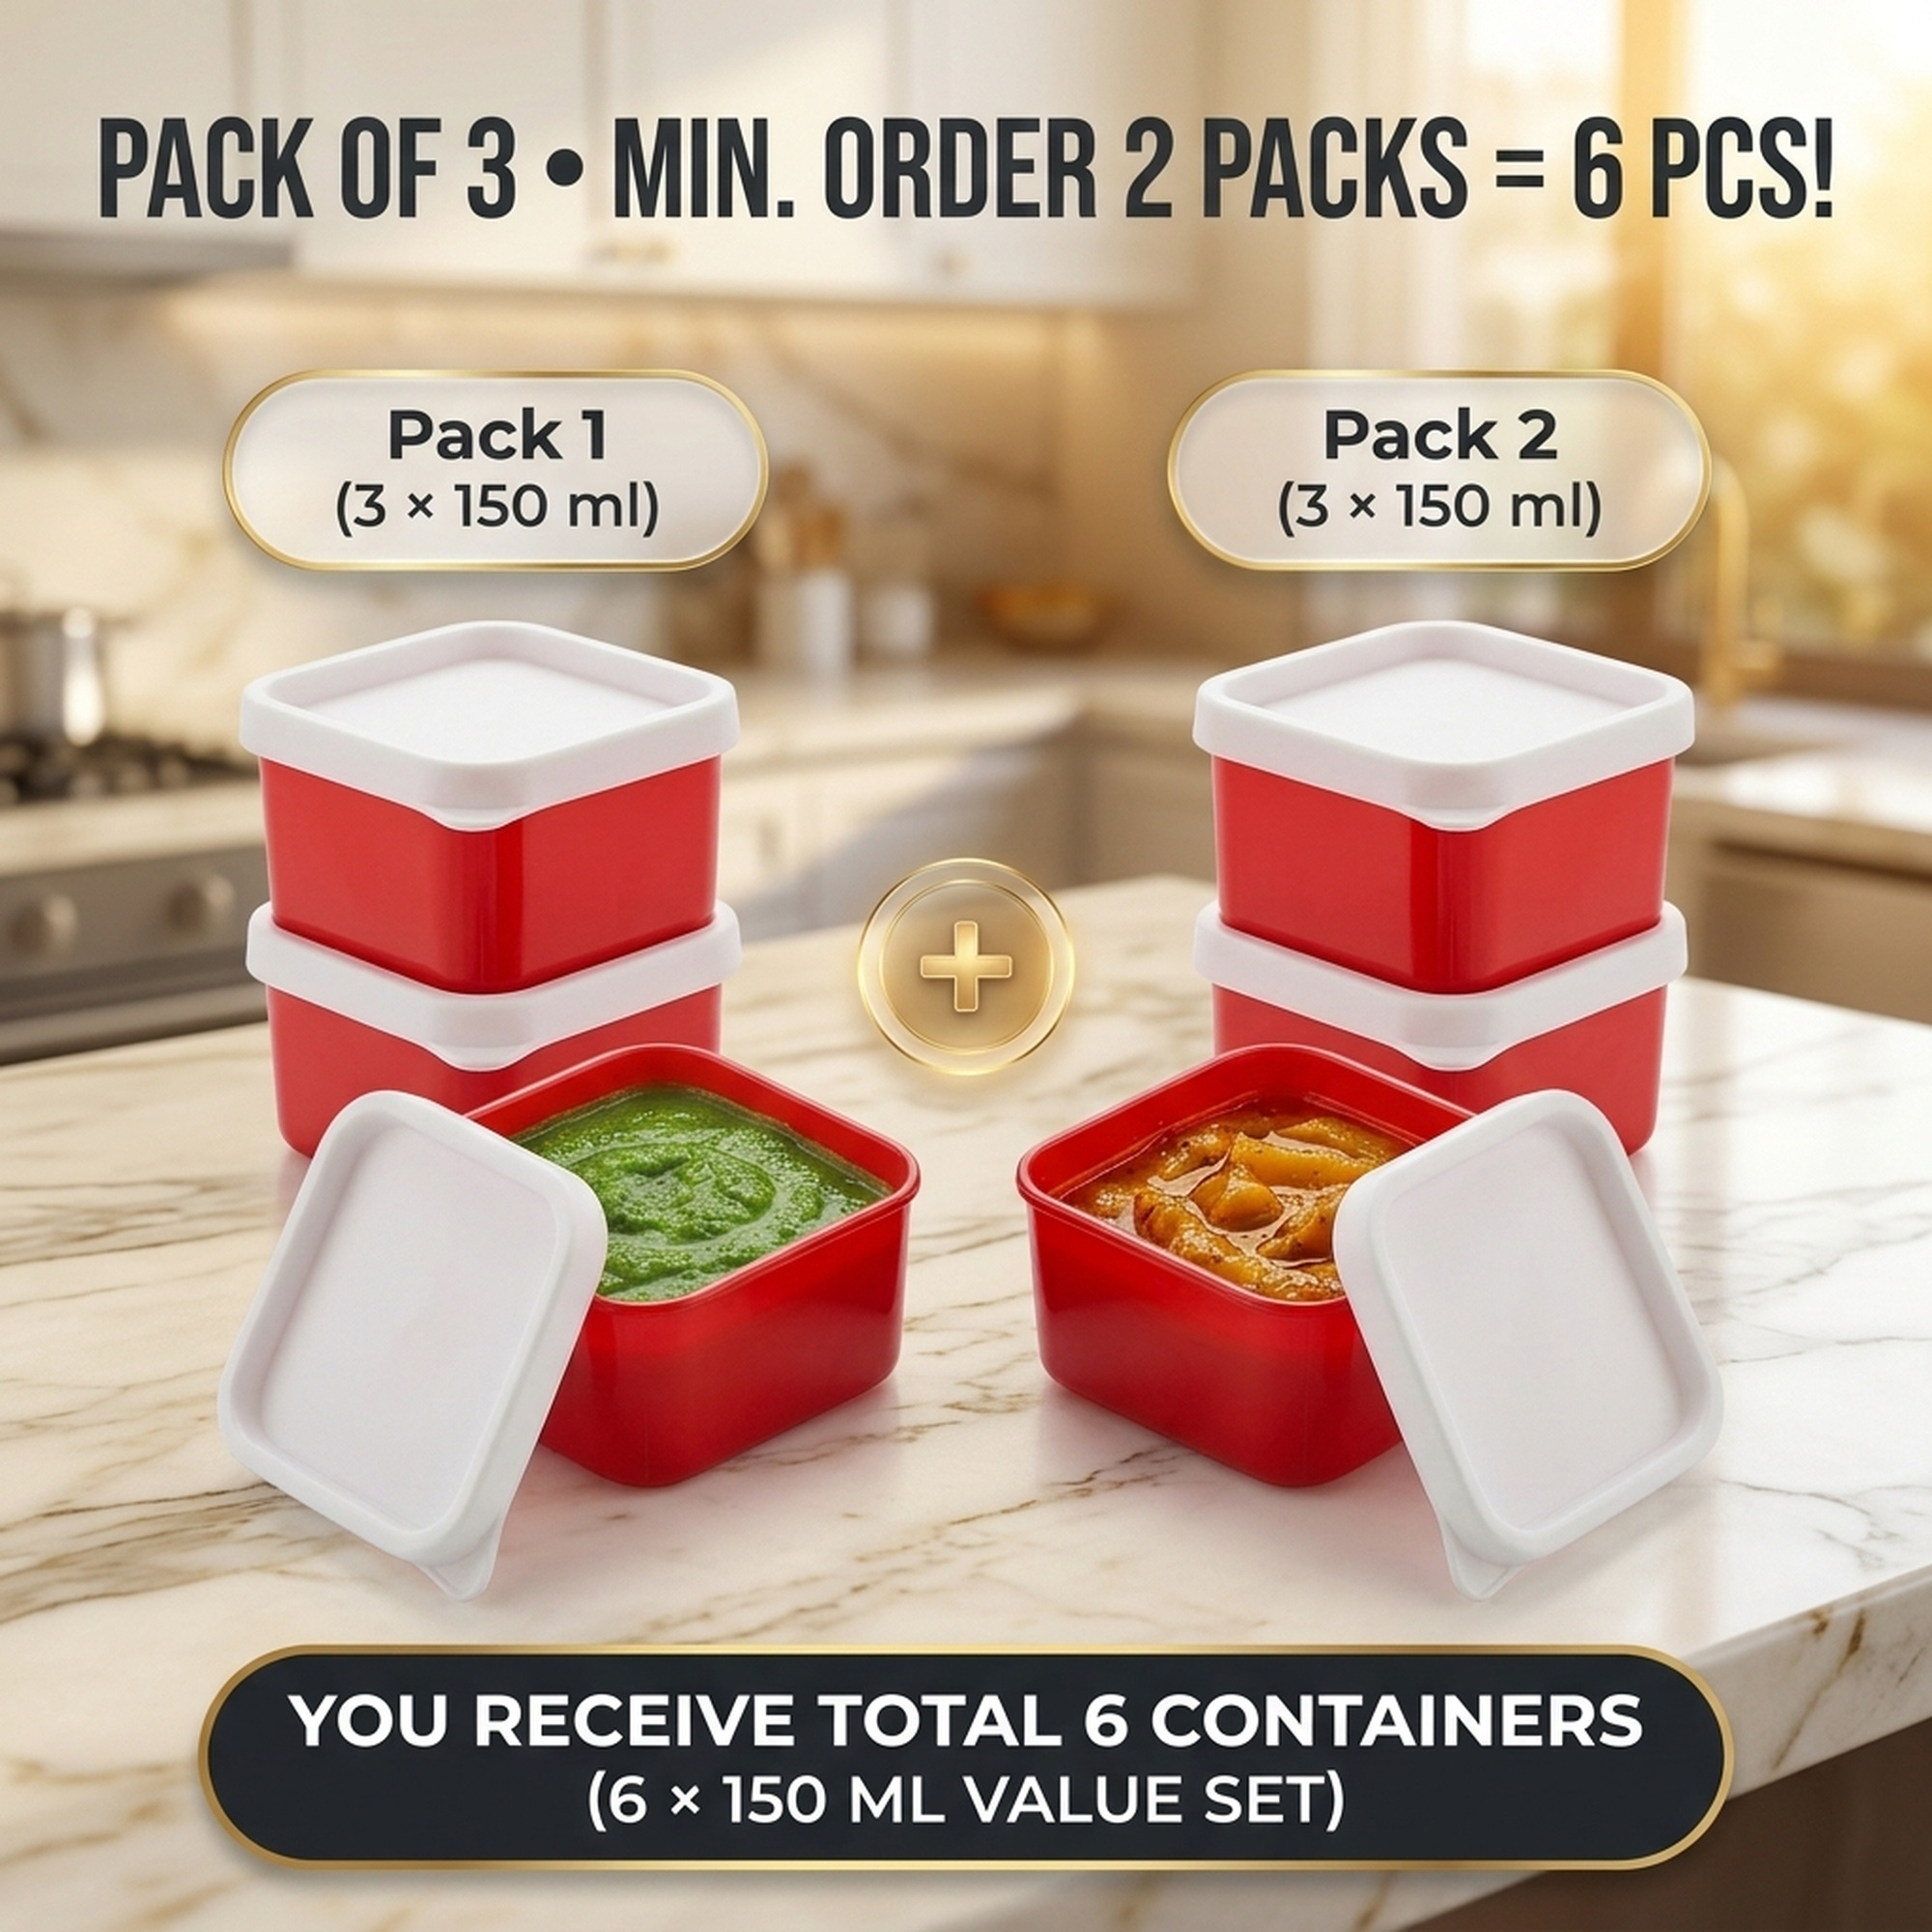 PACK OF 3 • MIN. ORDER 2 PACKS = 6 PCS!
Pack 1
(3 × 150 ml)
Pack 2
(3 × 150 ml)
YOU RECEIVE TOTAL 6 CONTAINERS
(6 × 150 ML VALUE SET)